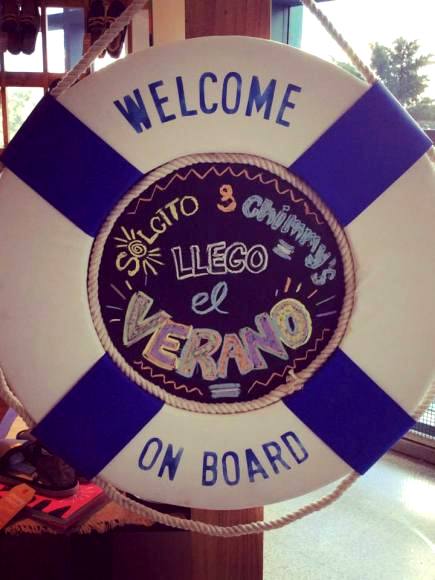 WELCOME
SOLCITO & Chimmy's
LLEGO
el
VERANO
ON BOARD